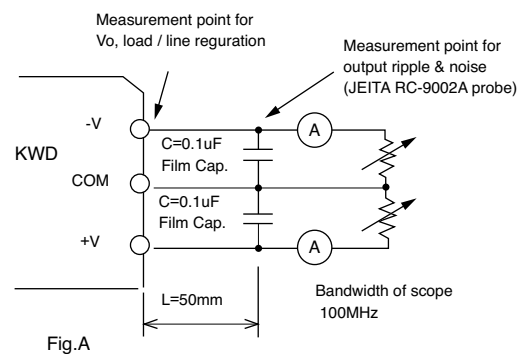 Measurement point for
Vo, load / line reguration
Measurement point for
output ripple & noise
(JEITA RC-9002A probe)
-V
A
C=0.1uF
Film Cap.
KWD
COM
C=0.1uF
Film Cap.
+V
A
L=50mm
Bandwidth of scope
100MHz
Fig.A